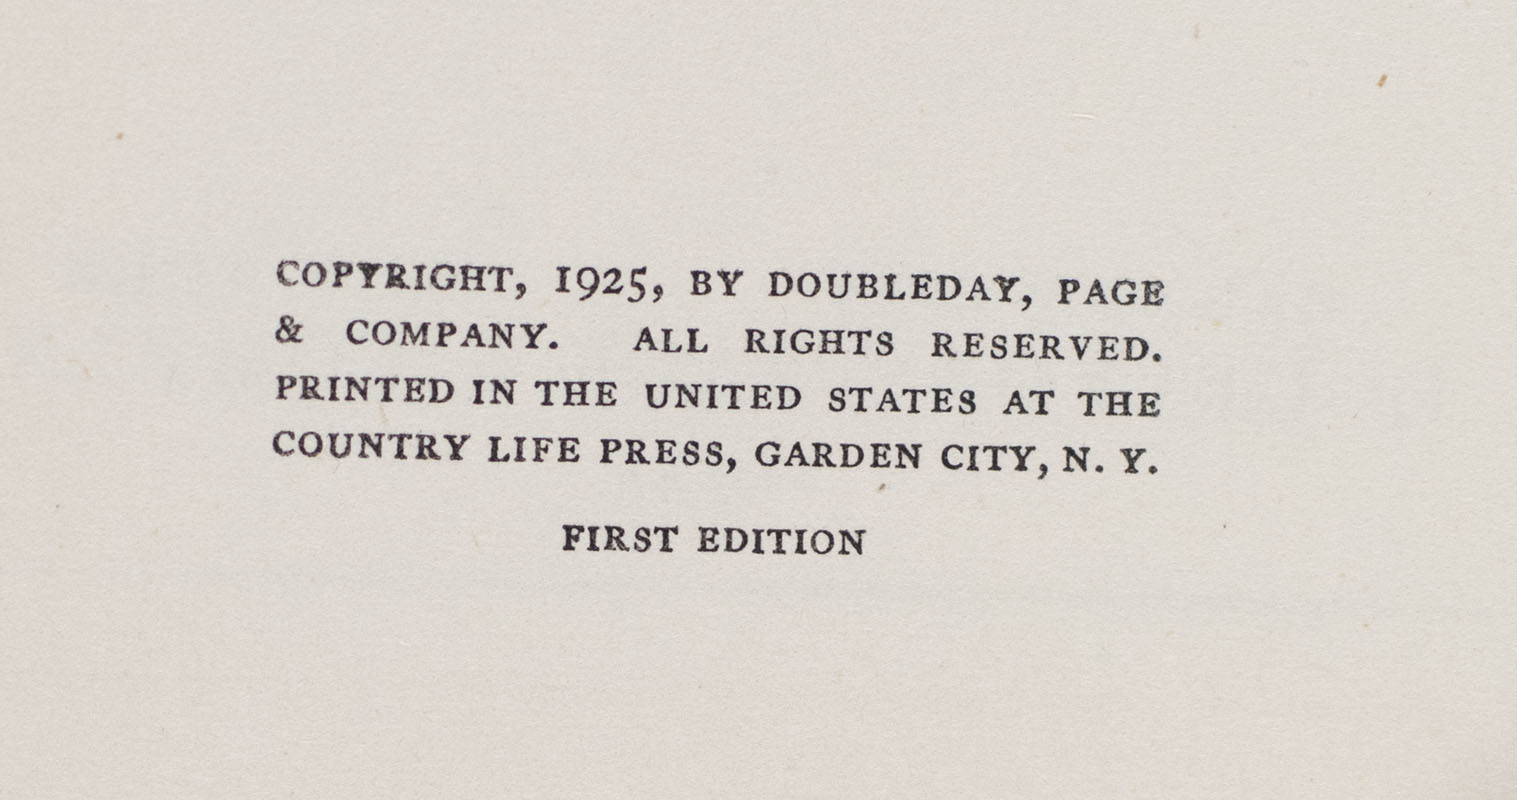 COPYRIGHT, 1925, BY DOUBLEDAY, PAGE
& COMPANY. ALL RIGHTS RESERVED.
PRINTED IN THE UNITED STATES AT THE
COUNTRY LIFE PRESS, GARDEN CITY, N. Y.
FIRST EDITION